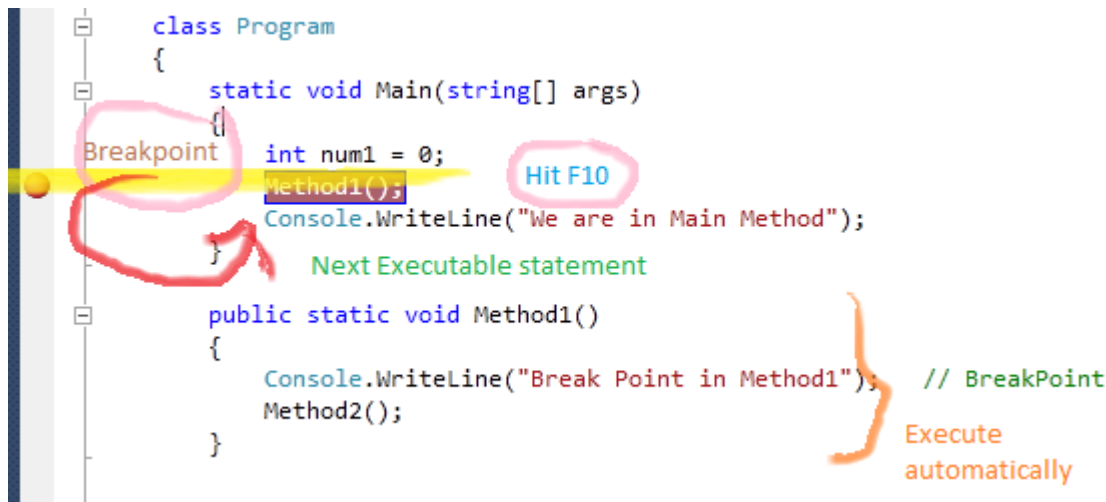 class Program
{
static void Main(string[] args)
{
Breakpoint
int num1 = 0;
Method1();
Hit F10
Console.WriteLine("We are in Main Method");
}
Next Executable statement
public static void Method1()
{
Console.WriteLine("Break Point in Method1"); // BreakPoint
Method2();
}
Execute
automatically